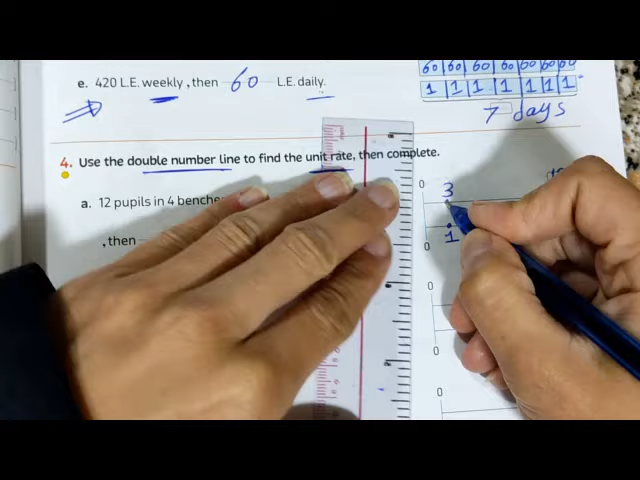 e. 420 L.E. weekly , then 60 L.E. daily.
60 60 60 60 60 60 60
1 1 1 1 1 1 1
7 days
4. Use the double number line to find the unit rate, then complete.
a. 12 pupils in 4
0 3
, then
0 1
0
0
0